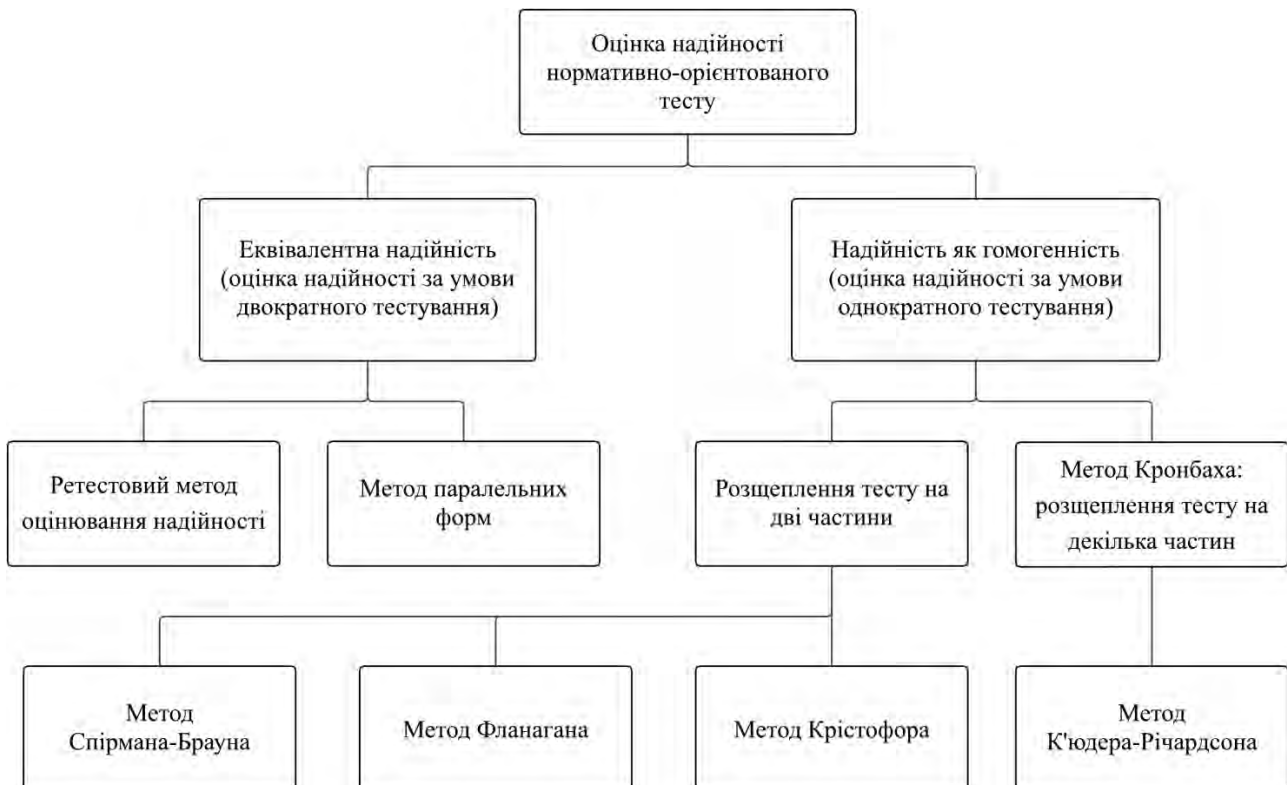 Оцінка надійності
нормативно-орієнтованого
тесту
Еквівалентна надійність
(оцінка надійності за умови
двократного тестування)
Надійність як гомогенність
(оцінка надійності за умови
однократного тестування)
Ретестовий метод
оцінювання надійності
Метод паралельних
форм
Розщеплення тесту на
дві частини
Метод Кронбаха:
розщеплення тесту на
декілька частин
Метод
Спірмана-Брауна
Метод Фланагана
Метод Крістофора
Метод
К'юдера-Річардсона